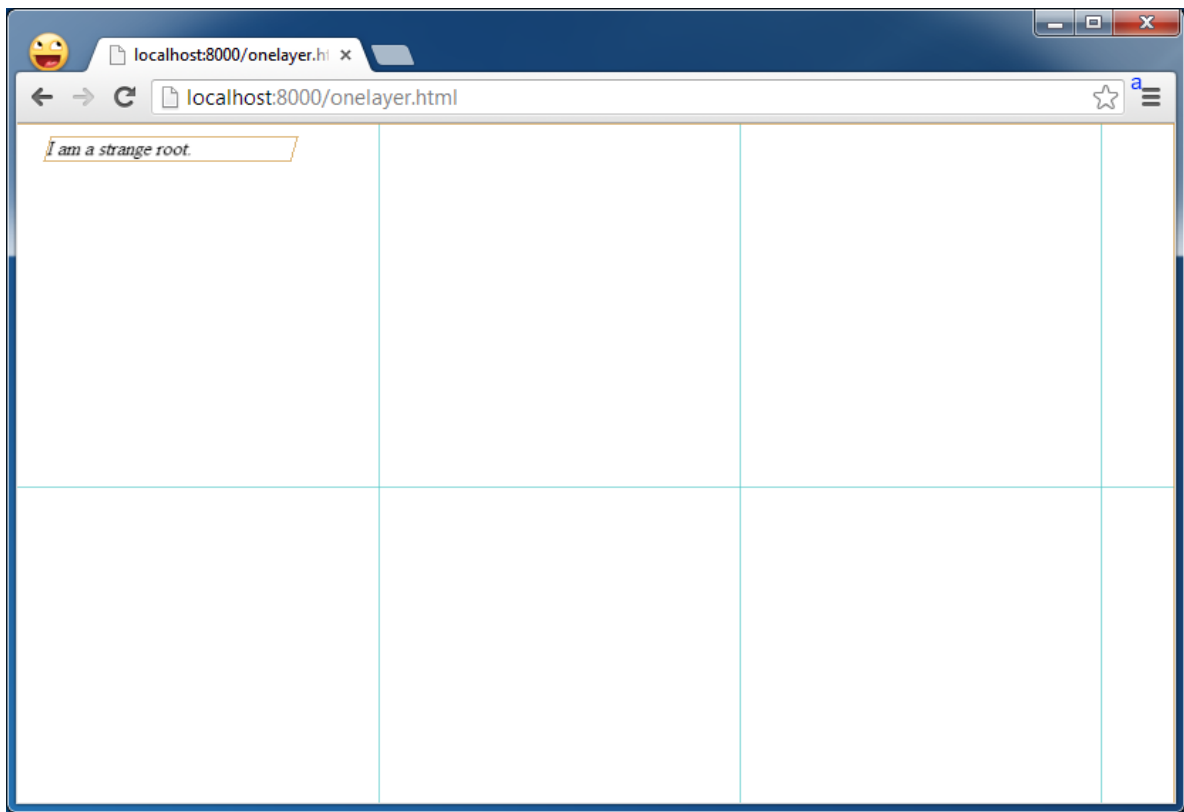 localhost:8000/onelayer.ht
localhost:8000/onelayer.html
a
I am a strange root.